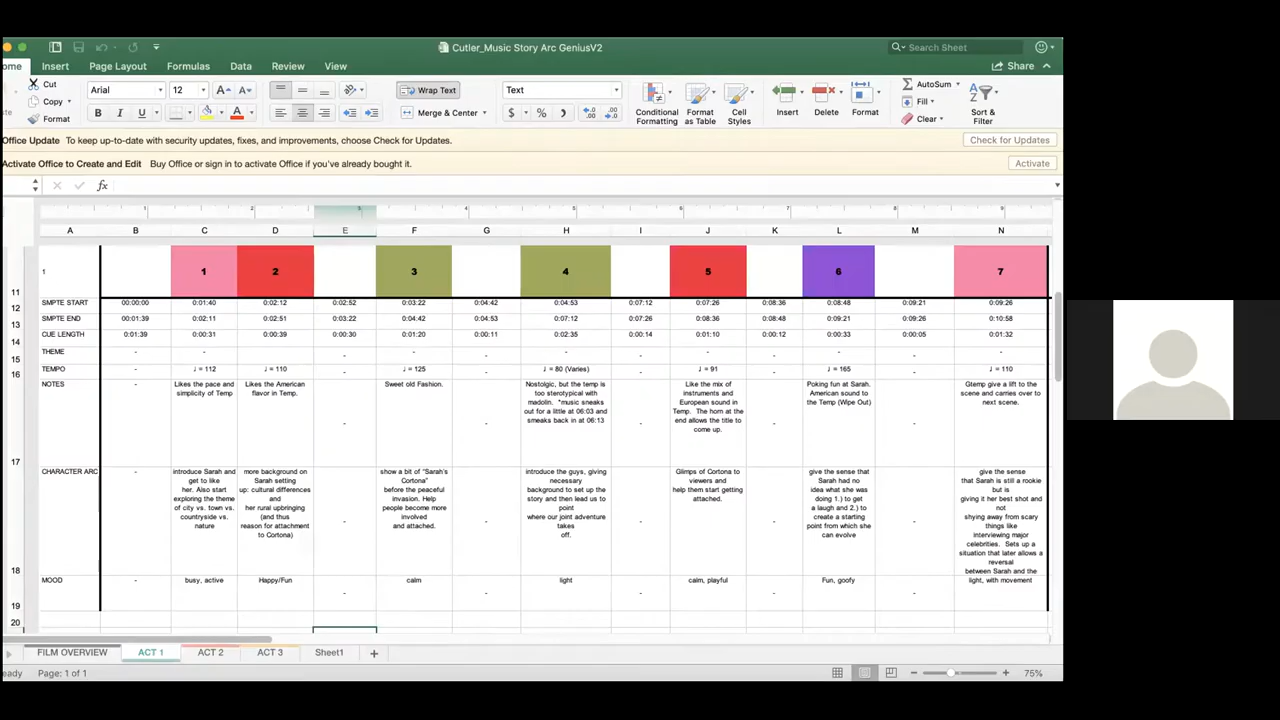 Cutler_Music Story Arc GeniusV2
Search Sheet
ome Insert Page Layout Formulas Data Review View
Share
Cut
Copy
Format
Arial 12
B I U
Wrap Text
Merge & Center
Text
$ %
Conditional Formatting
Format as Table
Cell Styles
Insert Delete Format
AutoSum
Fill
Clear
Sort & Filter
Office Update To keep up-to-date with security updates, fixes, and improvements, choose Check for Updates.
Check for Updates
Activate Office to Create and Edit Buy Office or sign in to activate Office if you've already bought it.
Activate
fx
A B C D E F G H I J K L M N
11 1 1 2 3 4 5 6 7
12 SMPTE START 00:00:00 0:01:40 0:02:12 0:02:52 0:03:22 0:04:42 0:04:53 0:07:12 0:07:26 0:08:36 0:08:48 0:09:21 0:09:26
13 SMPTE END 00:01:39 0:02:11 0:02:51 0:03:22 0:04:42 0:04:53 0:07:12 0:07:26 0:08:36 0:08:48 0:09:21 0:09:26 0:10:58
14 CUE LENGTH 0:01:39 0:00:31 0:00:39 0:00:30 0:01:20 0:00:11 0:02:35 0:00:14 0:01:10 0:00:12 0:00:33 0:00:05 0:01:32
15 THEME - - - - - - - - - - - - -
16 TEMPO - ♩ = 112 ♩ = 110 - ♩ = 125 - ♩ = 80 (Varies) - ♩ = 91 - ♩ = 165 - ♩ = 110
17 NOTES
-
Likes the pace and
simplicity of Temp
Likes the American
flavor in Temp.
-
Sweet old Fashion.
-
Nostolgic, but the temp is
too sterotypical with
madolin. *music sneaks
out for a little at 06:03 and
smeaks back in at 06:13
-
Like the mix of
instruments and
European sound in
Temp. The horn at the
end allows the title to
come up.
-
Poking fun at Sarah.
American sound to
the Temp (Wipe Out)
-
Gtemp give a lift to the
scene and carries over to
next scene.
18 CHARACTER ARC
-
introduce Sarah and
get to like
her. Also start
exploring the theme
of city vs. town vs.
countryside vs.
nature
more background on
Sarah setting
up: cultural differences
and
her rural upbringing
(and thus
reason for attachment
to Cortona)
-
show a bit of "Sarah's
Cortona"
before the peaceful
invasion. Help
people become more
involved
and attached.
-
introduce the guys, giving
necessary
background to set up the
story and then lead us to
point
where our joint adventure
takes
off.
-
Glimps of Cortona to
viewers and
help them start getting
attached.
-
give the sense that
Sarah had no
idea what she was
doing 1.) to get
a laugh and 2.) to
create a starting
point from which she
can evolve
-
give the sense
that Sarah is still a rookie
but is
giving it her best shot and
not
shying away from scary
things like
interviewing major
celebrities. Sets up a
situation that later allows a
reversal
between Sarah and the
19 MOOD - busy, active Happy/Fun - calm - light - calm, playful - Fun, goofy - light, with movement
20
FILM OVERVIEW ACT 1 ACT 2 ACT 3 Sheet1 +
eady Page: 1 of 1
75%